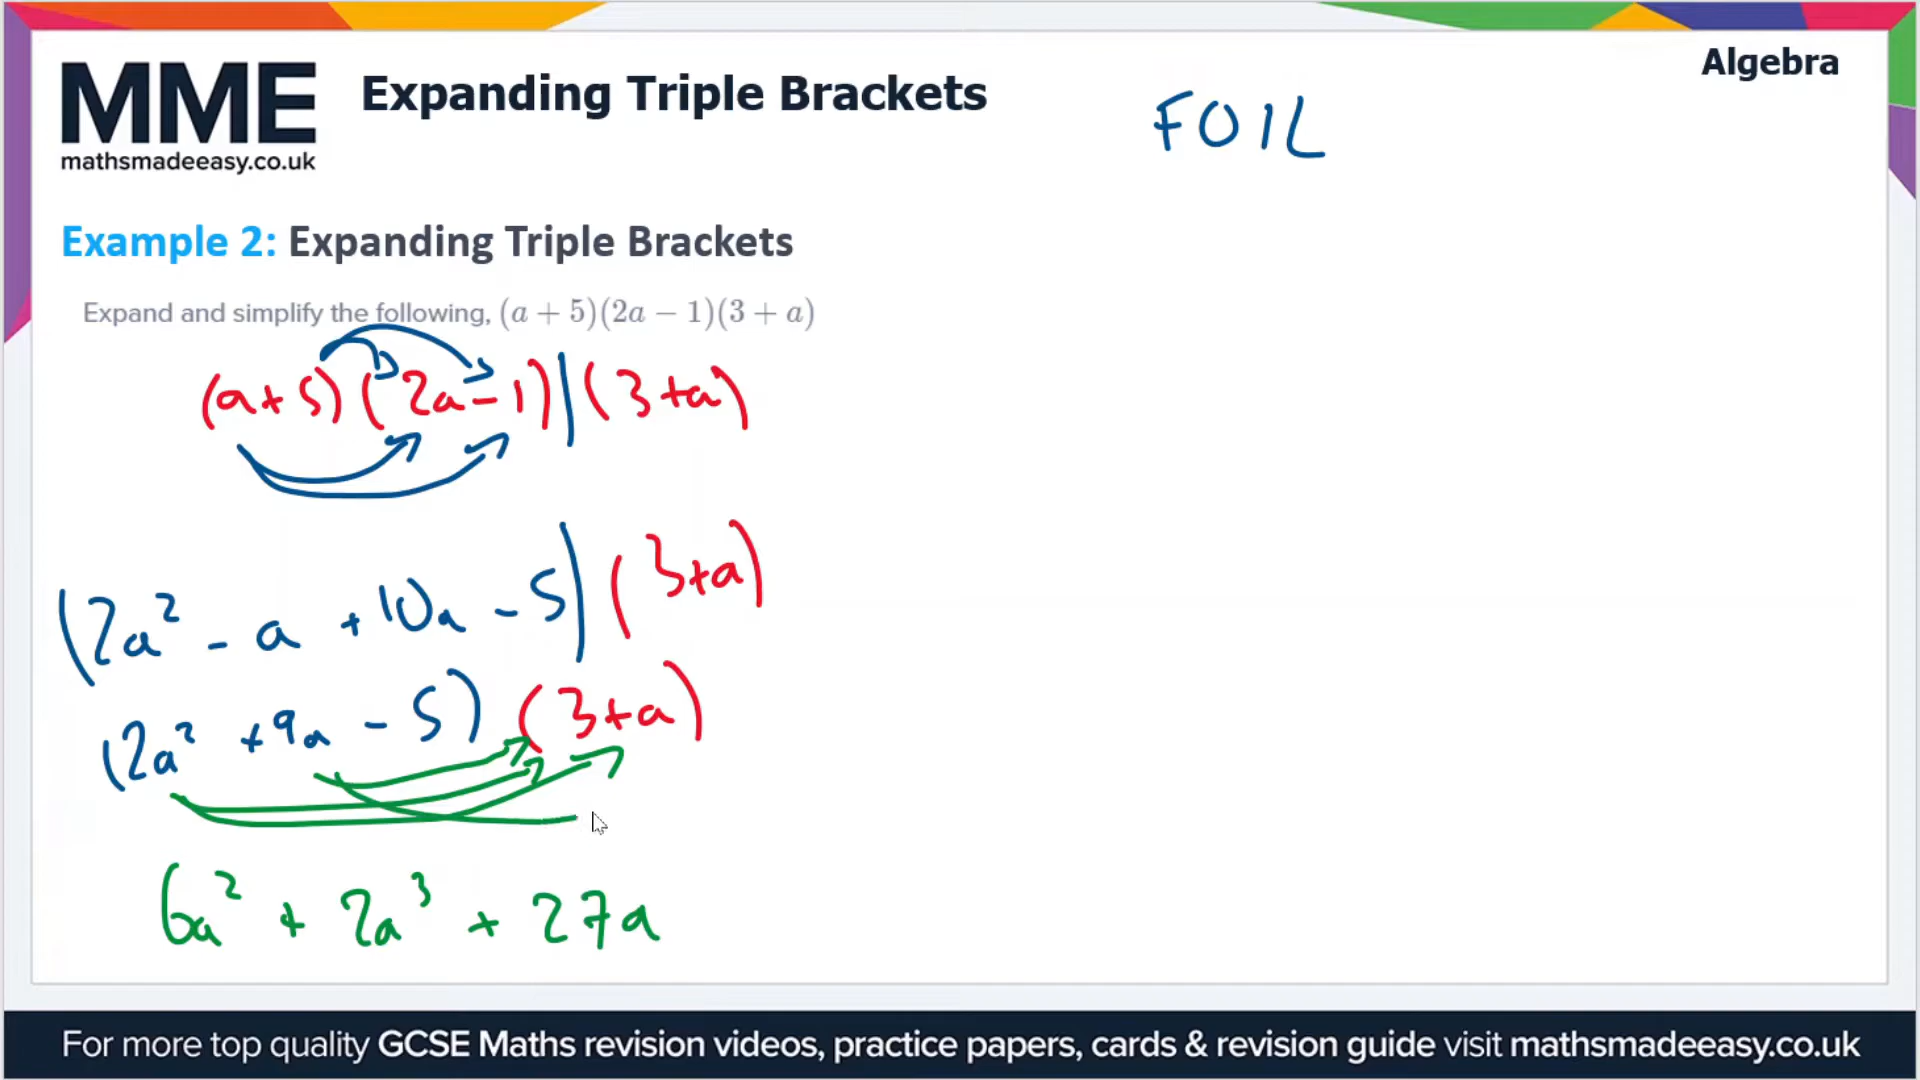 MME
mathsmadeeasy.co.uk
Expanding Triple Brackets
FOIL
Algebra
Example 2: Expanding Triple Brackets
Expand and simplify the following, (a + 5)(2a − 1)(3 + a)
(a+5)(2a-1)|(3+a)
(2a² - a + 10a - 5)(3+a)
(2a² + 9a - 5)(3+a)
6a² + 2a³ + 27a
For more top quality GCSE Maths revision videos, practice papers, cards & revision guide visit mathsmadeeasy.co.uk